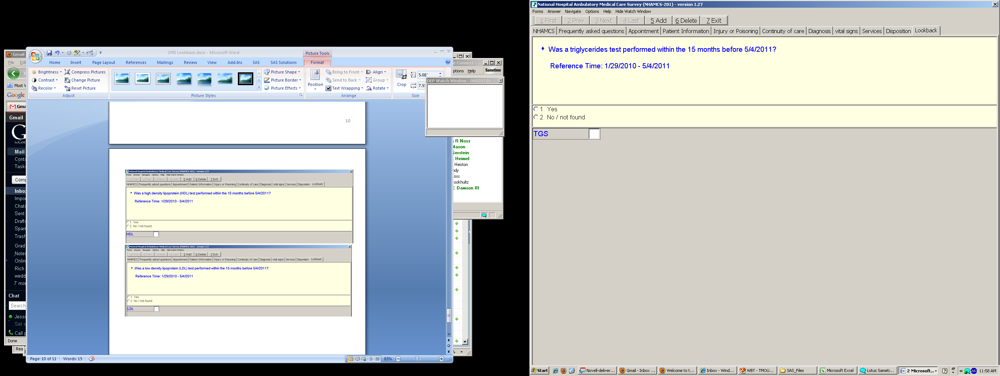 Gmail
File Edi
Most V
Google
Gma
Gmail
by Goo
Mail
Conta
Task
Comp
Inbo
Impor
Chats
Sent
Drafts
Spam
Trash
Grad
Notes
Onlin
Rich
wedd
7 mo
Chat
Search
Jessi
Set s
Call p
Done
Rea
OPD Lookback.docx - Microsoft Word
Picture Tools
Home Insert Page Layout References Mailings Review View Add-Ins SAS SAS Solutions Format
Brightness Compress Pictures
Contrast Change Picture
Recolor Reset Picture
Adjust
Picture Styles
Picture Shape
Picture Border
Picture Effects
Position
Bring to Front Align
Send to Back Group
Text Wrapping Rotate
Arrange
Crop
5.08"
7.5
Size
10
National Hospital Ambulatory Medical Care Survey (NHAMCS-201) - version 1.27
Forms Answer Navigate Options Help Hide Watch Window
1 First 2 Prev 3 Next 4 Last 5 Add 6 Delete 7 Exit
NHAMCS Frequently asked questions Appointment Patient Information Injury or Poisoning Continuity of care Diagnosis vital signs Services Disposition Lookback
Was a high density lipoprotein (HDL) test performed within the 15 months before 5/4/2011?
Reference Time: 1/29/2010 - 5/4/2011
1. Yes
2. No / not found
HDL
National Hospital Ambulatory Medical Care Survey (NHAMCS-201) - version 1.27
Forms Answer Navigate Options Help Hide Watch Window
1 First 2 Prev 3 Next 4 Last 5 Add 6 Delete 7 Exit
NHAMCS Frequently asked questions Appointment Patient Information Injury or Poisoning Continuity of care Diagnosis vital signs Services Disposition Lookback
Was a low density lipoprotein (LDL) test performed within the 15 months before 5/4/2011?
Reference Time: 1/29/2010 - 5/4/2011
1. Yes
2. No / not found
LDL
Page: 10 of 11 Words: 15
85%
e Connect - ...
ptions Help Sametime
DEP Watch Window - 00020101
R Noss
Mason
Gerstein
Heimel
Heiston
ndy
oss
ookhultz
E Dawson III
%
National Hospital Ambulatory Medical Care Survey (NHAMCS-201) - version 1.27
Forms Answer Navigate Options Help Hide Watch Window
1 First 2 Prev 3 Next 4 Last 5 Add 6 Delete 7 Exit
NHAMCS Frequently asked questions Appointment Patient Information Injury or Poisoning Continuity of care Diagnosis vital signs Services Disposition Lookback
Was a triglycerides test performed within the 15 months before 5/4/2011?
Reference Time: 1/29/2010 - 5/4/2011
1. Yes
2. No / not found
TGS
Start Novell-deliver... Gmail - Inbox ... Welcome to t... Inbox - Wind... WBT - TMOU... SAS_Files Microsoft Excel Lotus Sameti... 2 Microsoft... 11:58 AM